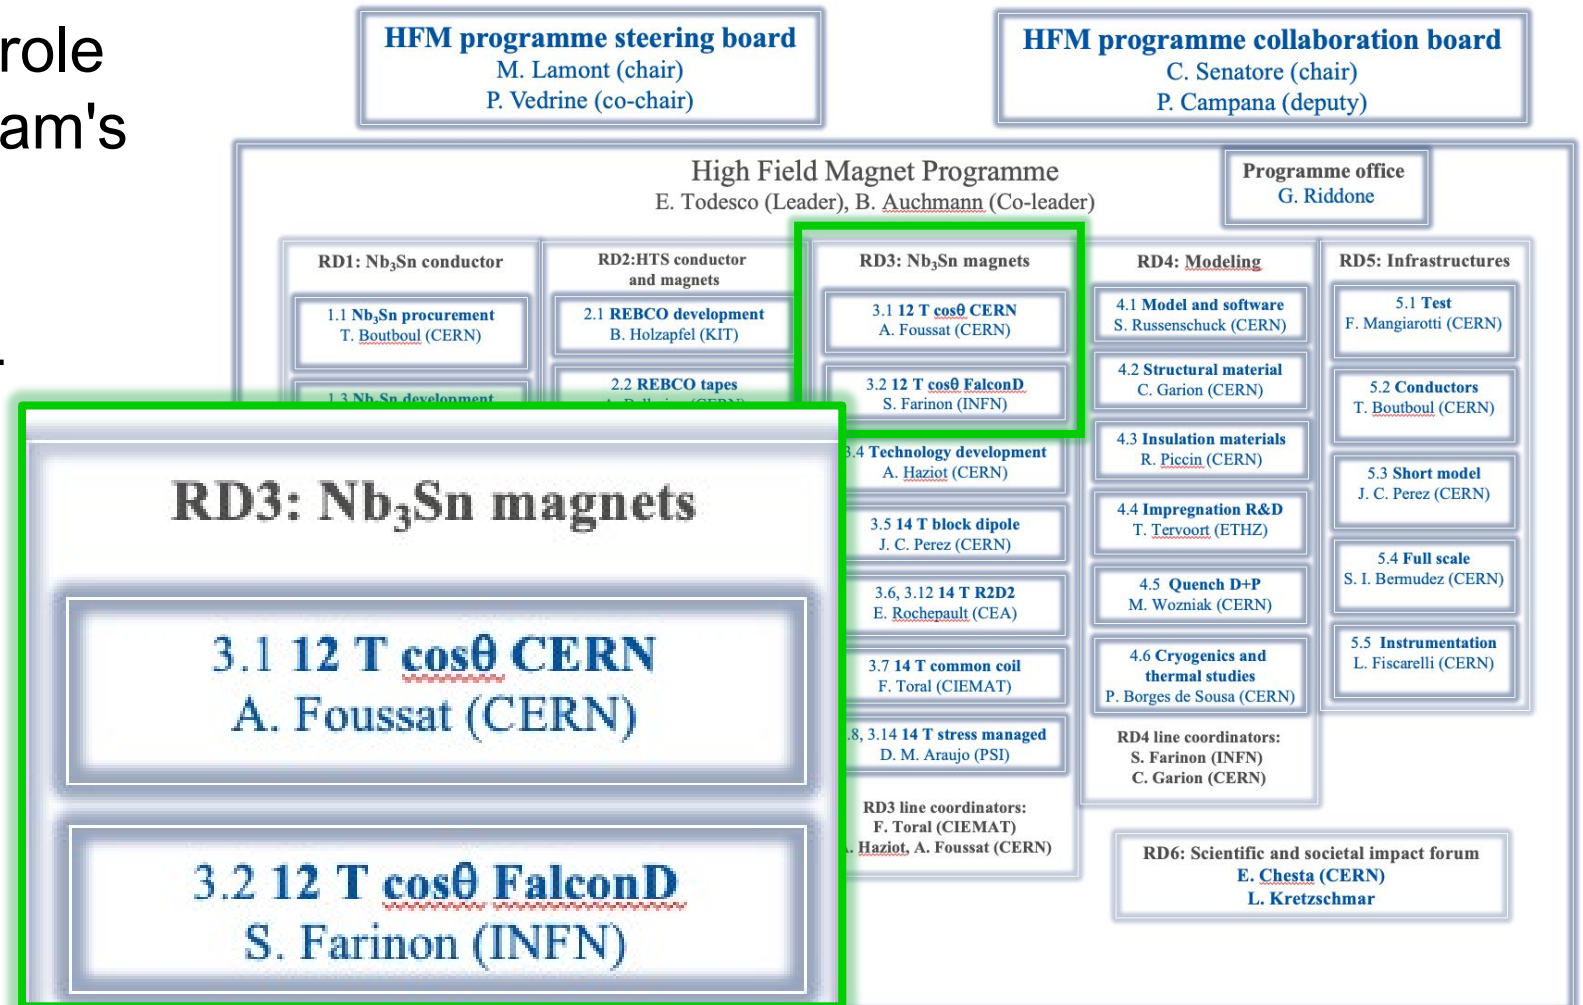 role
am's
HFM programme steering board
M. Lamont (chair)
P. Vedrine (co-chair)
HFM programme collaboration board
C. Senatore (chair)
P. Campana (deputy)
High Field Magnet Programme
E. Todesco (Leader), B. Auchmann (Co-leader)
Programme office
G. Riddone
RD1: Nb₃Sn conductor
1.1 Nb₃Sn procurement
T. Boutboul (CERN)
1.3 Nb₃Sn development
RD2:HTS conductor
and magnets
2.1 REBCO development
B. Holzapfel (KIT)
2.2 REBCO tapes
RD3: Nb₃Sn magnets
3.1 12 T cosθ CERN
A. Foussat (CERN)
3.2 12 T cosθ FalconD
S. Farinon (INFN)
3.4 Technology development
A. Haziot (CERN)
3.5 14 T block dipole
J. C. Perez (CERN)
3.6, 3.12 14 T R2D2
E. Rochepault (CEA)
3.7 14 T common coil
F. Toral (CIEMAT)
.8, 3.14 14 T stress managed
D. M. Araujo (PSI)
RD3 line coordinators:
F. Toral (CIEMAT)
. Haziot, A. Foussat (CERN)
RD4: Modeling
4.1 Model and software
S. Russenschuck (CERN)
4.2 Structural material
C. Garion (CERN)
4.3 Insulation materials
R. Piccin (CERN)
4.4 Impregnation R&D
T. Tervoort (ETHZ)
4.5 Quench D+P
M. Wozniak (CERN)
4.6 Cryogenics and
thermal studies
P. Borges de Sousa (CERN)
RD4 line coordinators:
S. Farinon (INFN)
C. Garion (CERN)
RD5: Infrastructures
5.1 Test
F. Mangiarotti (CERN)
5.2 Conductors
T. Boutboul (CERN)
5.3 Short model
J. C. Perez (CERN)
5.4 Full scale
S. I. Bermudez (CERN)
5.5 Instrumentation
L. Fiscarelli (CERN)
RD6: Scientific and societal impact forum
E. Chesta (CERN)
L. Kretzschmar
RD3: Nb₃Sn magnets
3.1 12 T cosθ CERN
A. Foussat (CERN)
3.2 12 T cosθ FalconD
S. Farinon (INFN)